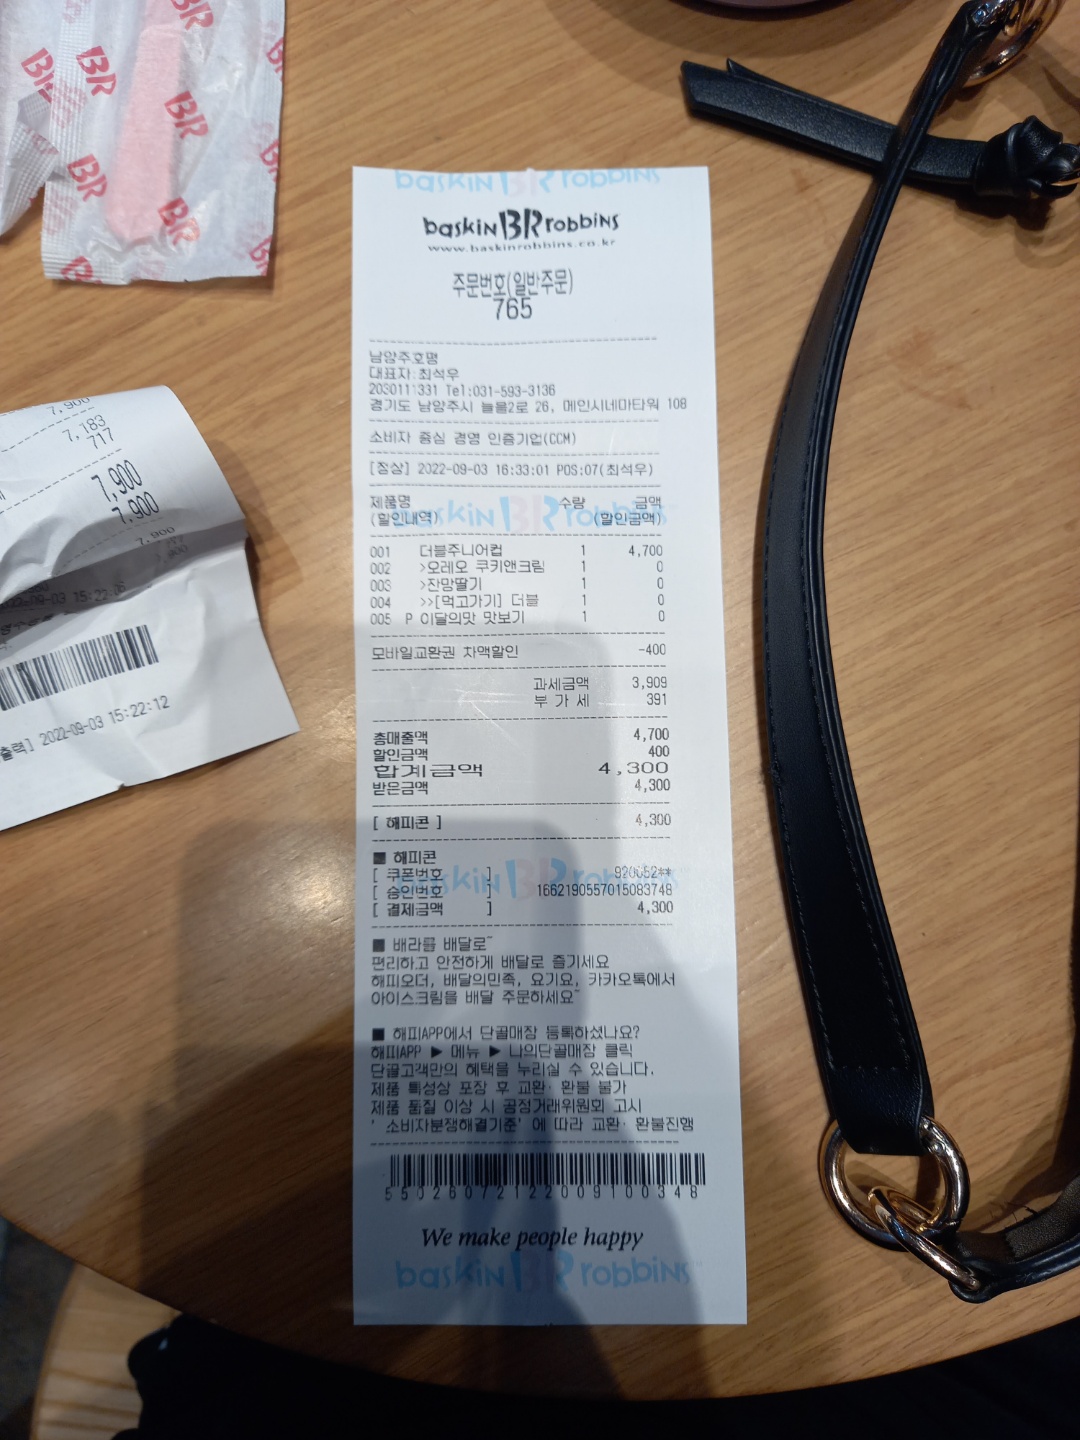 BR
BR
BR
BR
BR
BR
baskin BR robbins
baskin BR robbins
www.baskinrobbins.co.kr
주문번호(일반주문)
765
남양주호평
대표자:최석우
203011331 Tel:031-593-3136
경기도 남양주시 늘을2로 26, 메인시네마타워 108
소비자 중심 경영 인증기업(CCM)
[정상] 2022-09-03 16:33:01 POS:07(최석우)
제품명 수량 금액
(할인내역) (할인금액)
001 더블주니어컵 1 4,700
002 >오레오 쿠키앤크림 1 0
003 >잔망딸기 1 0
004 >>[먹고가기] 더블 1 0
005 P 이달의맛 맛보기 1 0
모바일교환권 차액할인 -400
과세금액 3,909
부 가 세 391
총매출액 4,700
할인금액 400
합계금액 4,300
받은금액 4,300
[ 해피콘 ] 4,300
■ 해피콘
[ 쿠폰번호 ] 920652**
[ 승인번호 ] 1662190557015083748
[ 결제금액 ] 4,300
■ 배라를 배달로~
편리하고 안전하게 배달로 즐기세요
해피오더, 배달의민족, 요기요, 카카오톡에서
아이스크림을 배달 주문하세요~
■ 해피APP에서 단골매장 등록하셨나요?
해피APP ▶ 메뉴 ▶ 나의단골매장 클릭
단골고객만의 혜택을 누리실 수 있습니다.
제품 특성상 포장 후 교환·환불 불가
제품 품질 이상 시 공정거래위원회 고시
'소비자분쟁해결기준'에 따라 교환·환불진행
55026072122009100348
We make people happy
baskin BR robbins
7,900
7,183
717
7,900
7,900
7,900
출력] 2022-09-03 15:22:12